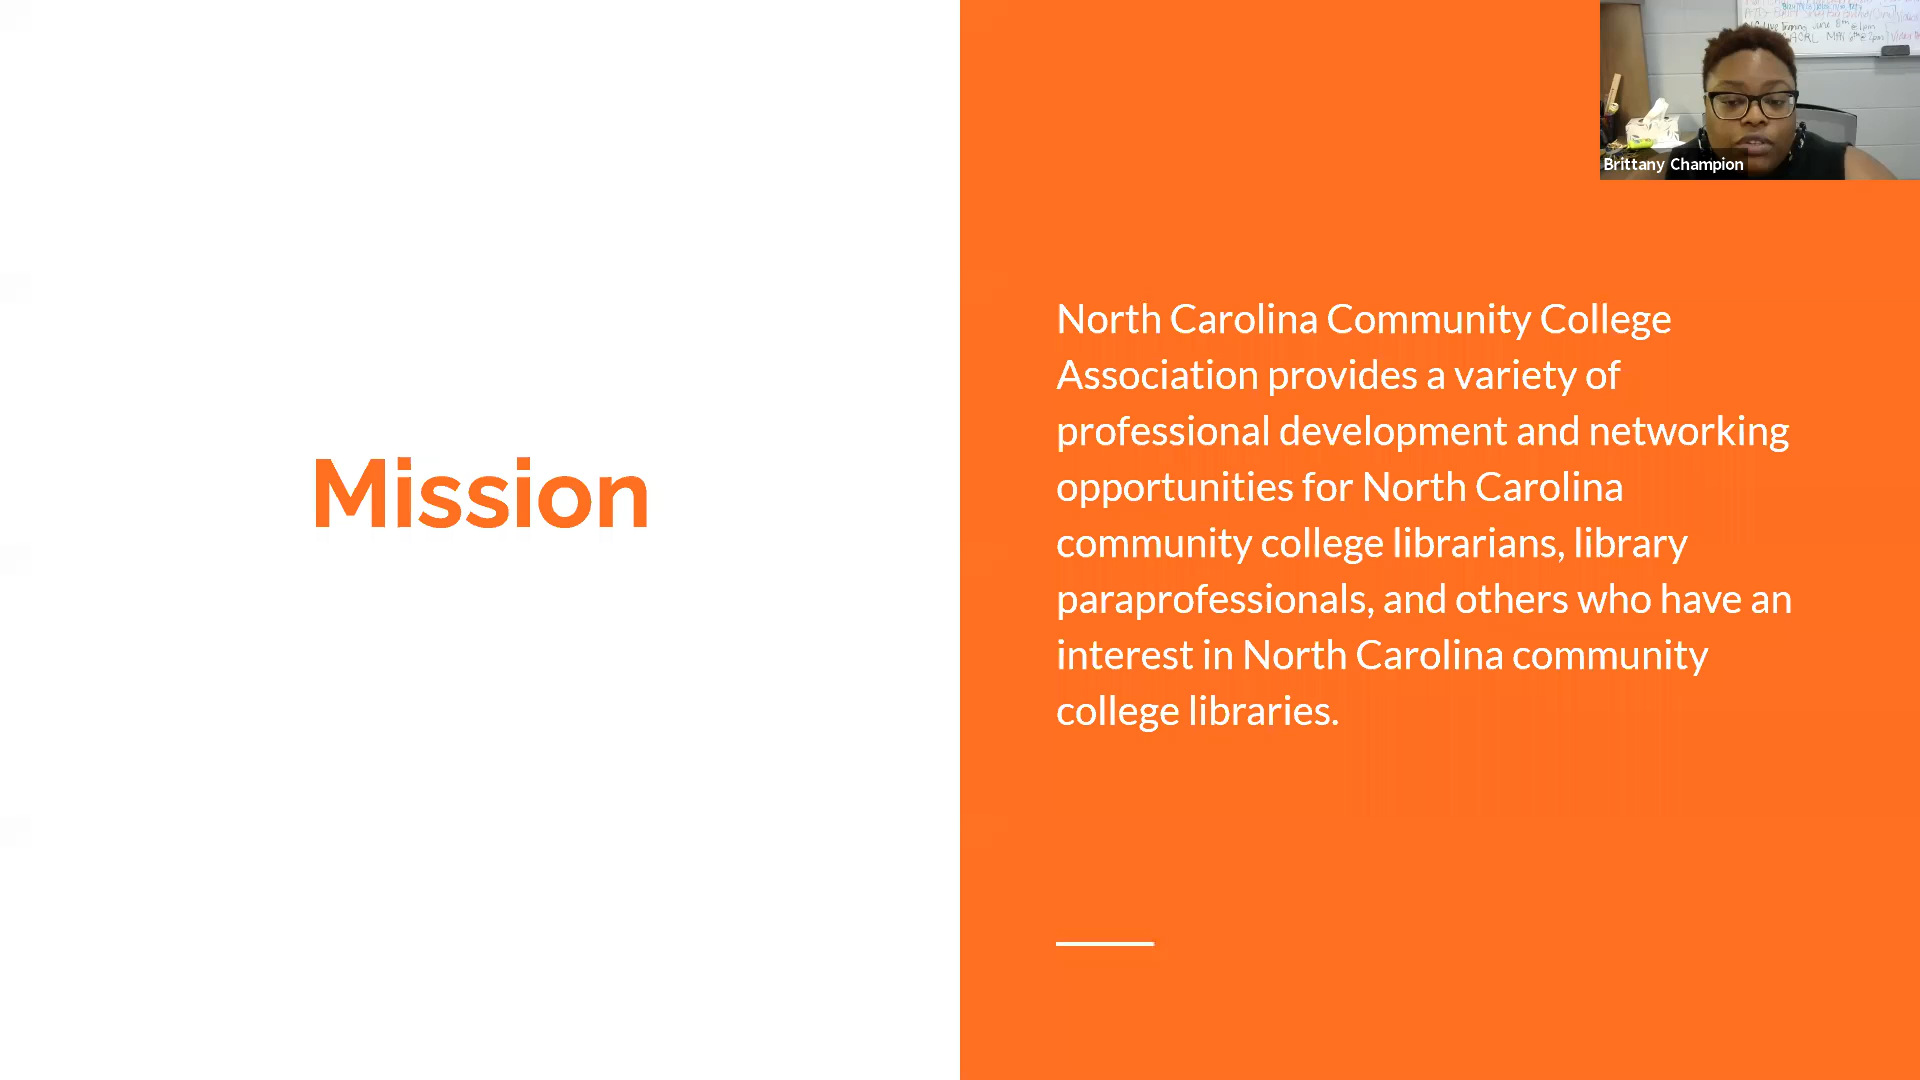 Mission
North Carolina Community College
Association provides a variety of
professional development and networking
opportunities for North Carolina
community college librarians, library
paraprofessionals, and others who have an
interest in North Carolina community
college libraries.
Brittany Champion